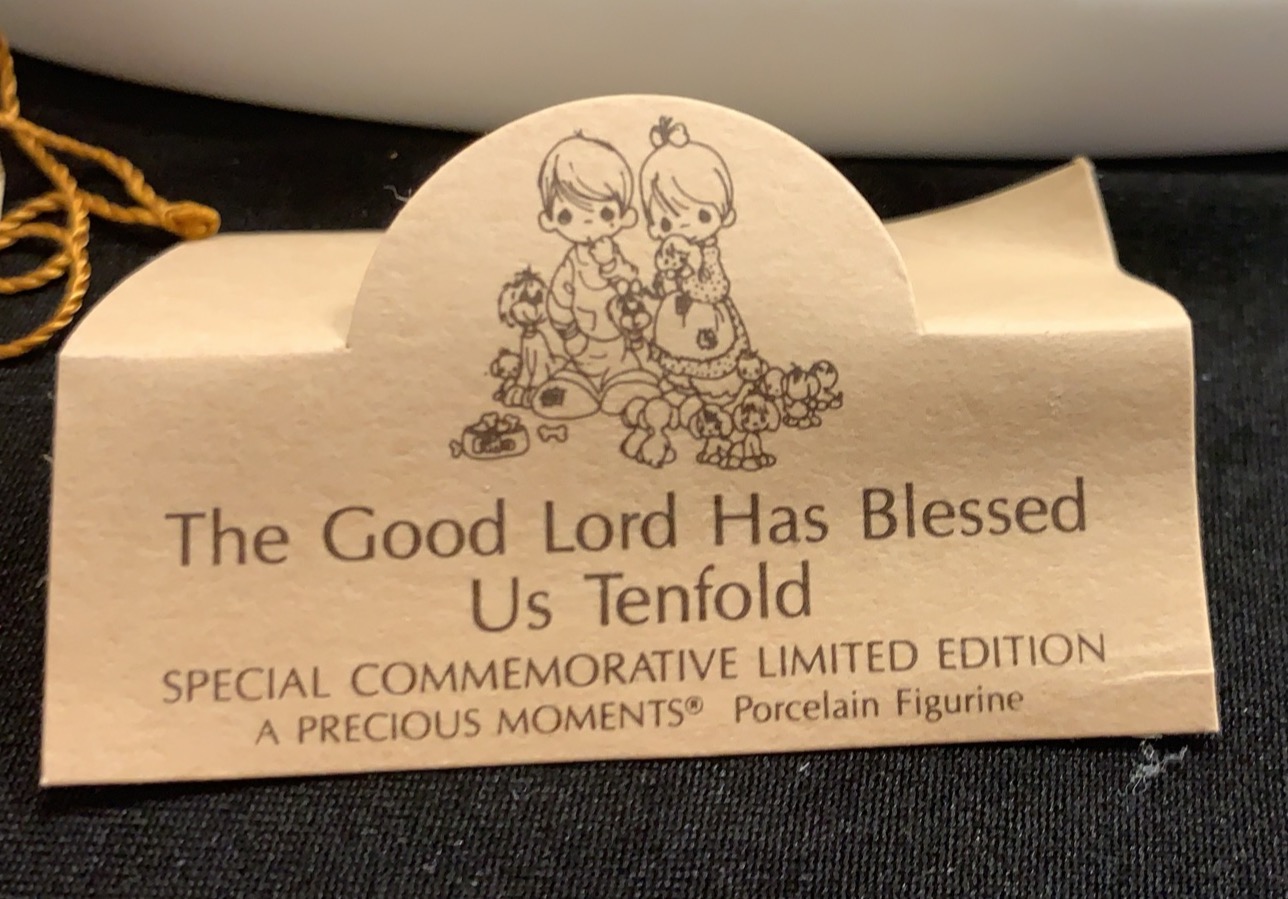 The Good Lord Has Blessed
Us Tenfold
SPECIAL COMMEMORATIVE LIMITED EDITION
A PRECIOUS MOMENTS® Porcelain Figurine